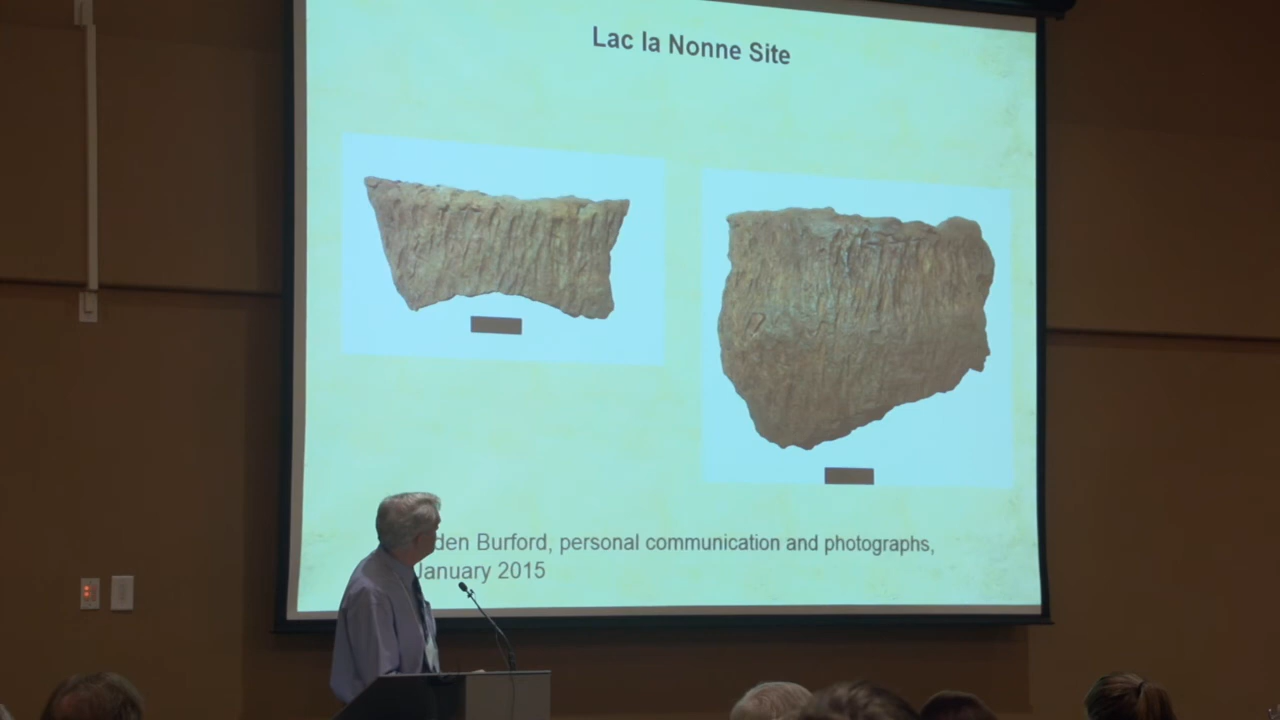 Lac la Nonne Site
den Burford, personal communication and photographs,
January 2015